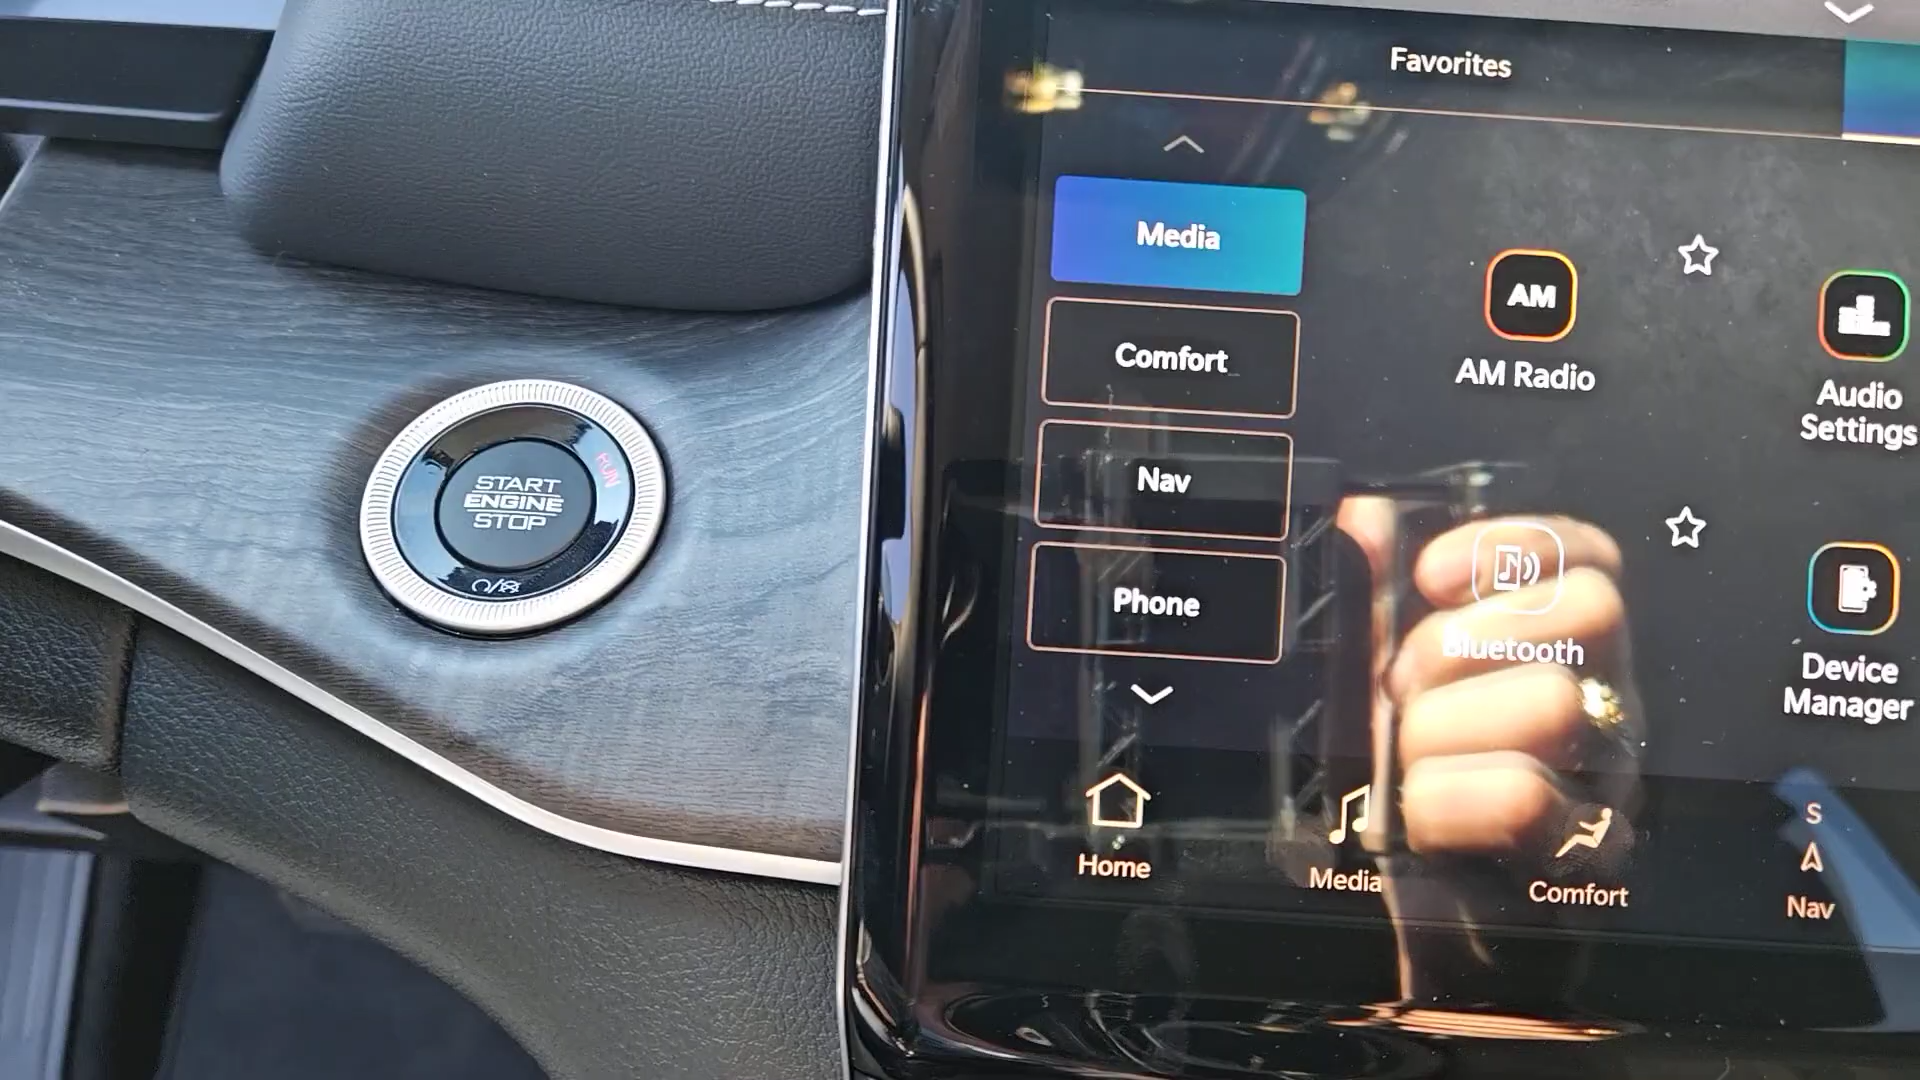 Favorites
Media
AM
AM Radio
Audio
Settings
Comfort
Nav
START
ENGINE
STOP
RUN
Bluetooth
Device
Manager
Phone
Home
Media
Comfort
S
Nav